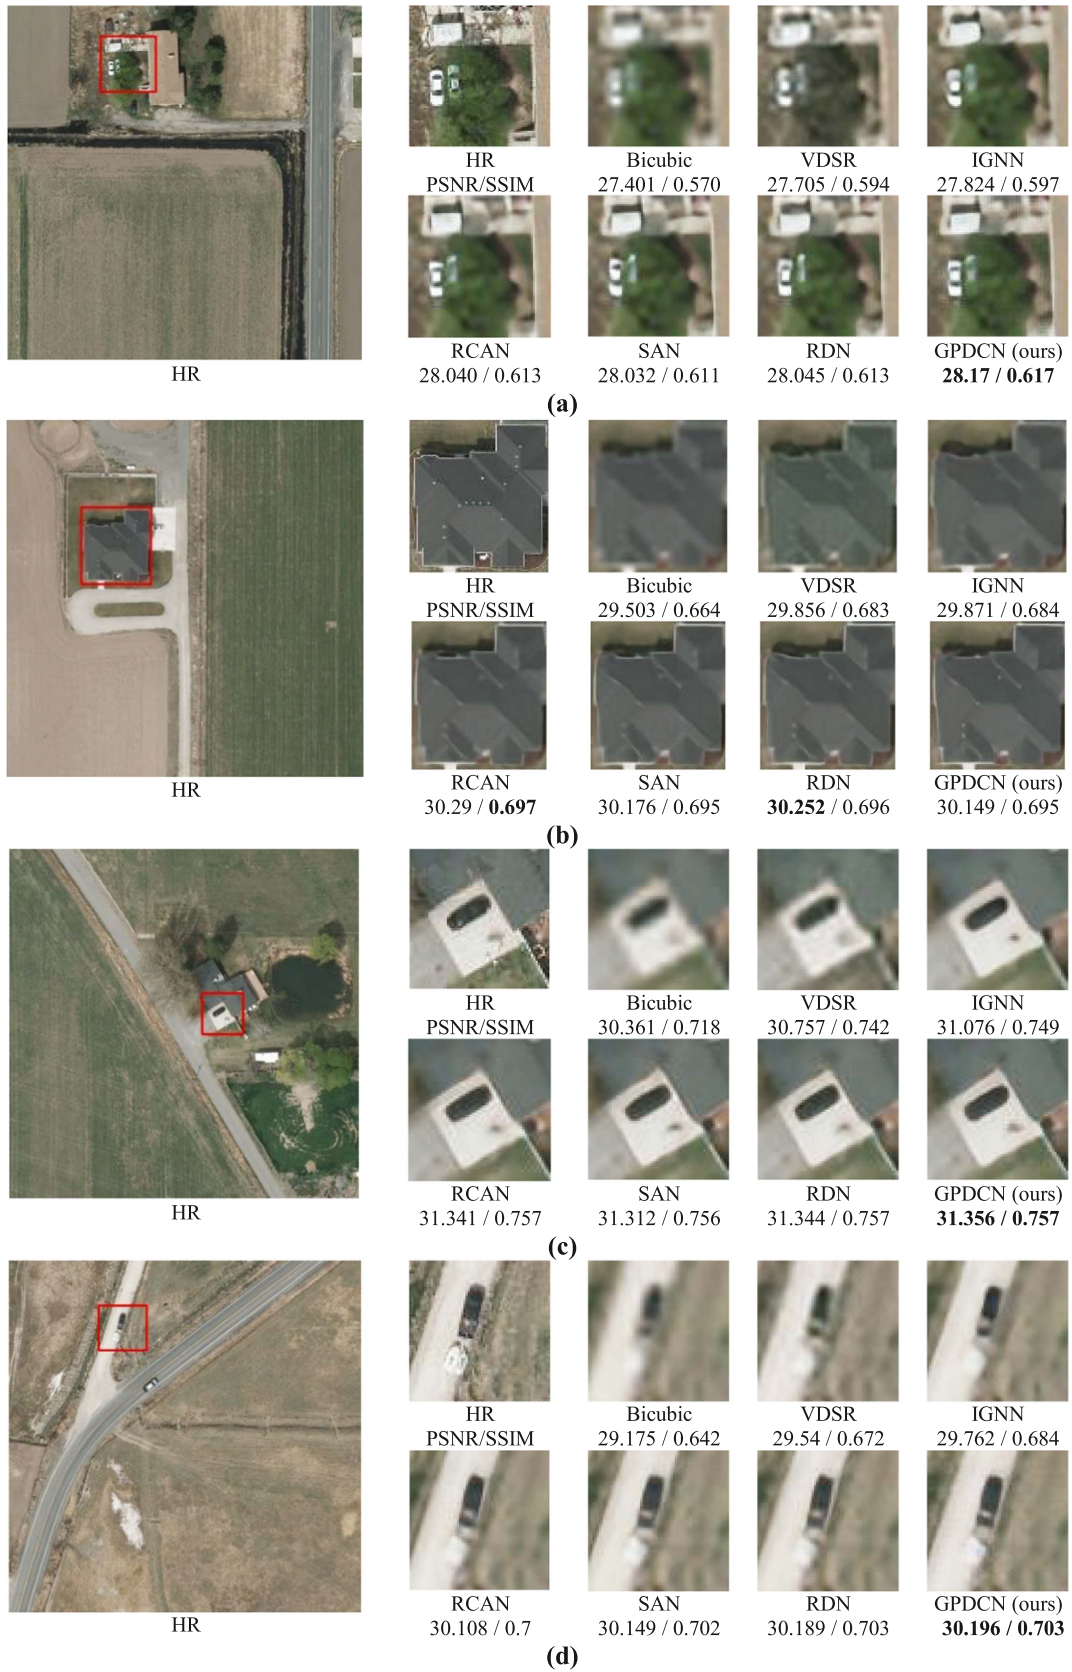 HR
HR Bicubic VDSR IGNN
PSNR/SSIM 27.401 / 0.570 27.705 / 0.594 27.824 / 0.597
RCAN SAN RDN GPDCN (ours)
28.040 / 0.613 28.032 / 0.611 28.045 / 0.613 28.17 / 0.617
(a)
HR
HR Bicubic VDSR IGNN
PSNR/SSIM 29.503 / 0.664 29.856 / 0.683 29.871 / 0.684
RCAN SAN RDN GPDCN (ours)
30.29 / 0.697 30.176 / 0.695 30.252 / 0.696 30.149 / 0.695
(b)
HR
HR Bicubic VDSR IGNN
PSNR/SSIM 30.361 / 0.718 30.757 / 0.742 31.076 / 0.749
RCAN SAN RDN GPDCN (ours)
31.341 / 0.757 31.312 / 0.756 31.344 / 0.757 31.356 / 0.757
(c)
HR
HR Bicubic VDSR IGNN
PSNR/SSIM 29.175 / 0.642 29.54 / 0.672 29.762 / 0.684
RCAN SAN RDN GPDCN (ours)
30.108 / 0.7 30.149 / 0.702 30.189 / 0.703 30.196 / 0.703
(d)